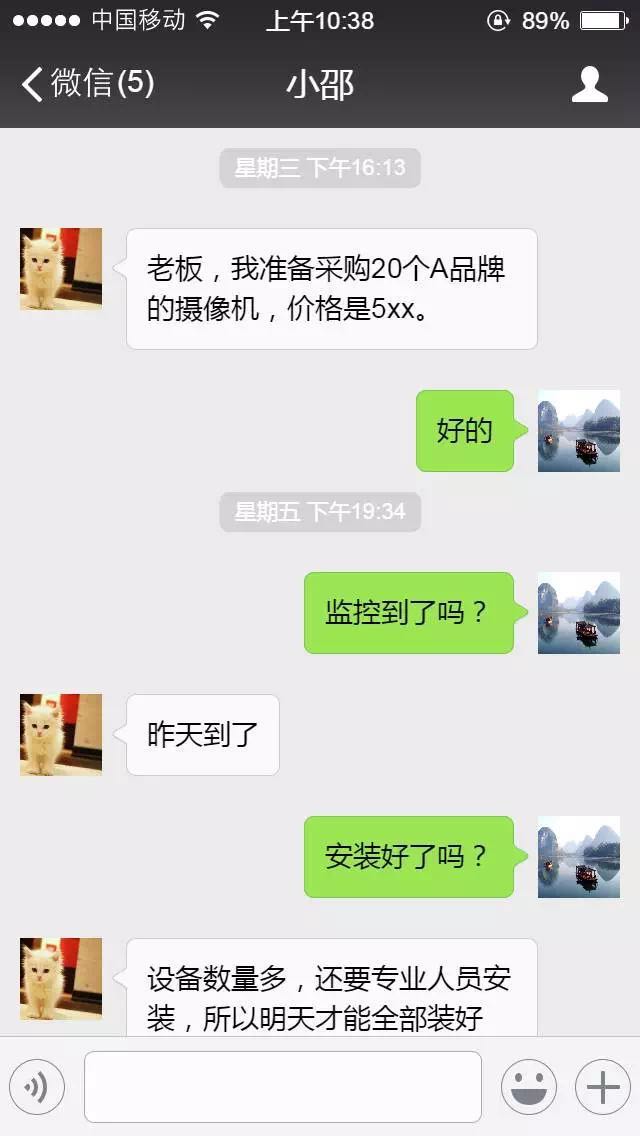 中国移动 上午10:38 89%
微信(5) 小邵
星期三 下午16:13
老板，我准备采购20个A品牌
的摄像机，价格是5xx。
好的
星期五 下午19:34
监控到了吗？
昨天到了
安装好了吗？
设备数量多，还要专业人员安
装，所以明天才能全部装好